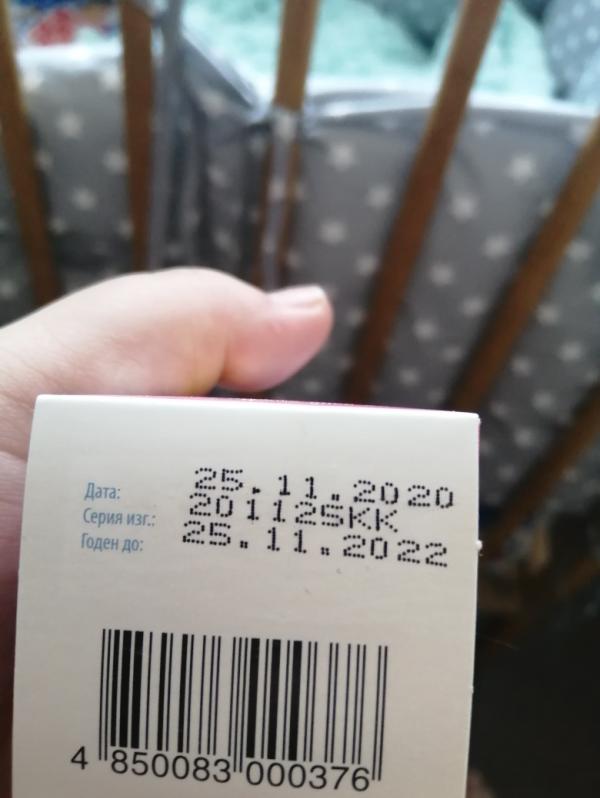 Дата: 25.11.2020
Серия изг.: 201125KK
Годен до: 25.11.2022
4 850083 000376